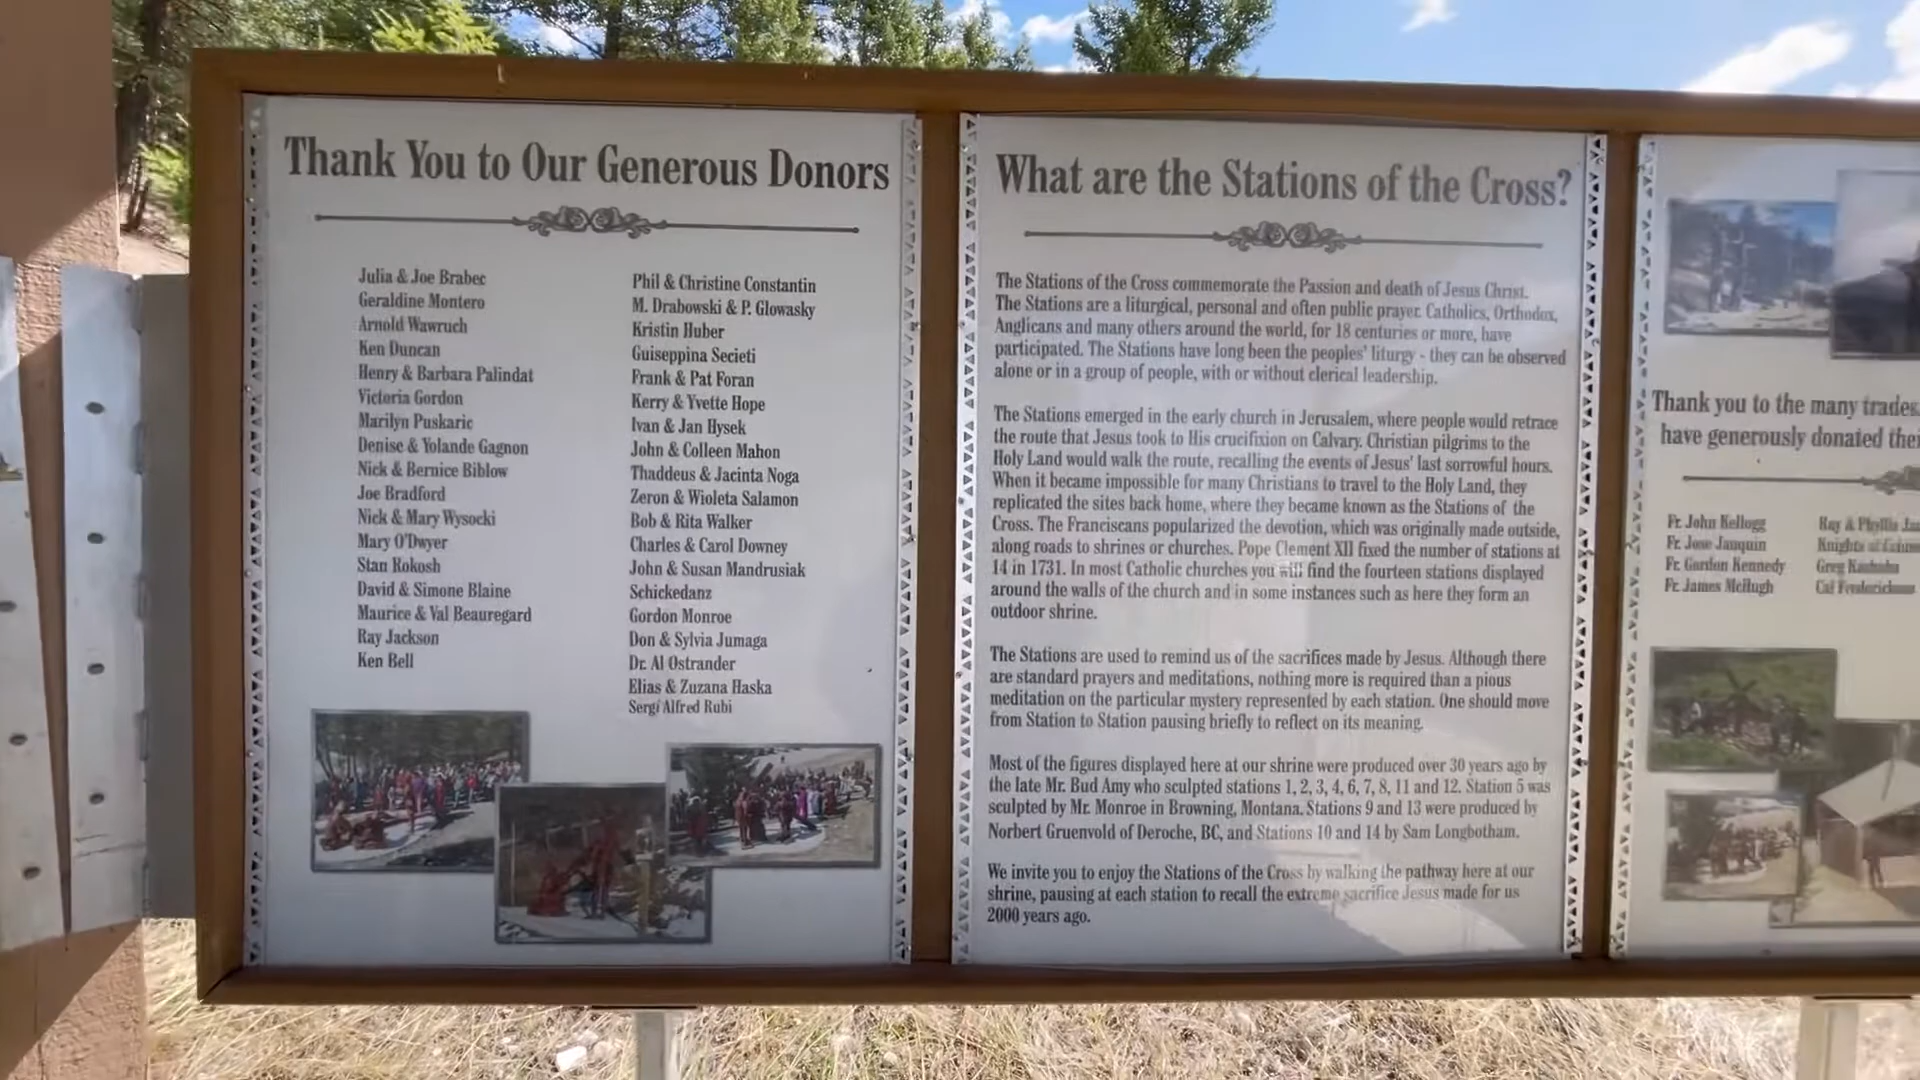 Thank You to Our Generous Donors
Julia & Joe Brabec
Geraldine Montero
Arnold Wawruch
Ken Duncan
Henry & Barbara Palindat
Victoria Gordon
Marilyn Puskaric
Denise & Yolande Gagnon
Nick & Bernice Biblow
Joe Bradford
Nick & Mary Wysocki
Mary O'Dwyer
Stan Rokosh
David & Simone Blaine
Maurice & Val Beauregard
Ray Jackson
Ken Bell
Phil & Christine Constantin
M. Drabowski & P. Glowasky
Kristin Huber
Guiseppina Secieti
Frank & Pat Foran
Kerry & Yvette Hope
Ivan & Jan Hysek
John & Colleen Mahon
Thaddeus & Jacinta Noga
Zeron & Wioleta Salamon
Bob & Rita Walker
Charles & Carol Downey
John & Susan Mandrusiak
Schickedanz
Gordon Monroe
Don & Sylvia Jumaga
Dr. Al Ostrander
Elias & Zuzana Haska
Sergi Alfred Rubi
What are the Stations of the Cross?
The Stations of the Cross commemorate the Passion and death of Jesus Christ.
The Stations are a liturgical, personal and often public prayer. Catholics, Orthodox,
Anglicans and many others around the world, for 18 centuries or more, have
participated. The Stations have long been the peoples' liturgy - they can be observed
alone or in a group of people, with or without clerical leadership.
The Stations emerged in the early church in Jerusalem, where people would retrace
the route that Jesus took to His crucifixion on Calvary. Christian pilgrims to the
Holy Land would walk the route, recalling the events of Jesus' last sorrowful hours.
When it became impossible for many Christians to travel to the Holy Land, they
replicated the sites back home, where they became known as the Stations of the
Cross. The Franciscans popularized the devotion, which was originally made outside,
along roads to shrines or churches. Pope Clement XII fixed the number of stations at
14 in 1731. In most Catholic churches you will find the fourteen stations displayed
around the walls of the church and in some instances such as here they form an
outdoor shrine.
The Stations are used to remind us of the sacrifices made by Jesus. Although there
are standard prayers and meditations, nothing more is required than a pious
meditation on the particular mystery represented by each station. One should move
from Station to Station pausing briefly to reflect on its meaning.
Most of the figures displayed here at our shrine were produced over 30 years ago by
the late Mr. Bud Amy who sculpted stations 1, 2, 3, 4, 6, 7, 8, 11 and 12. Station 5 was
sculpted by Mr. Monroe in Browning, Montana. Stations 9 and 13 were produced by
Norbert Gruenvold of Deroche, BC, and Stations 10 and 14 by Sam Longbotham.
We invite you to enjoy the Stations of the Cross by walking the pathway here at our
shrine, pausing at each station to recall the extreme sacrifice Jesus made for us
2000 years ago.
Thank you to the many trades
have generously donated
Fr. John Kellogg
Fr. Jose Jauquin
Fr. Gordon Kennedy
Fr. James McHugh
Ray & Phyllis
Knights of
Greg
Cal